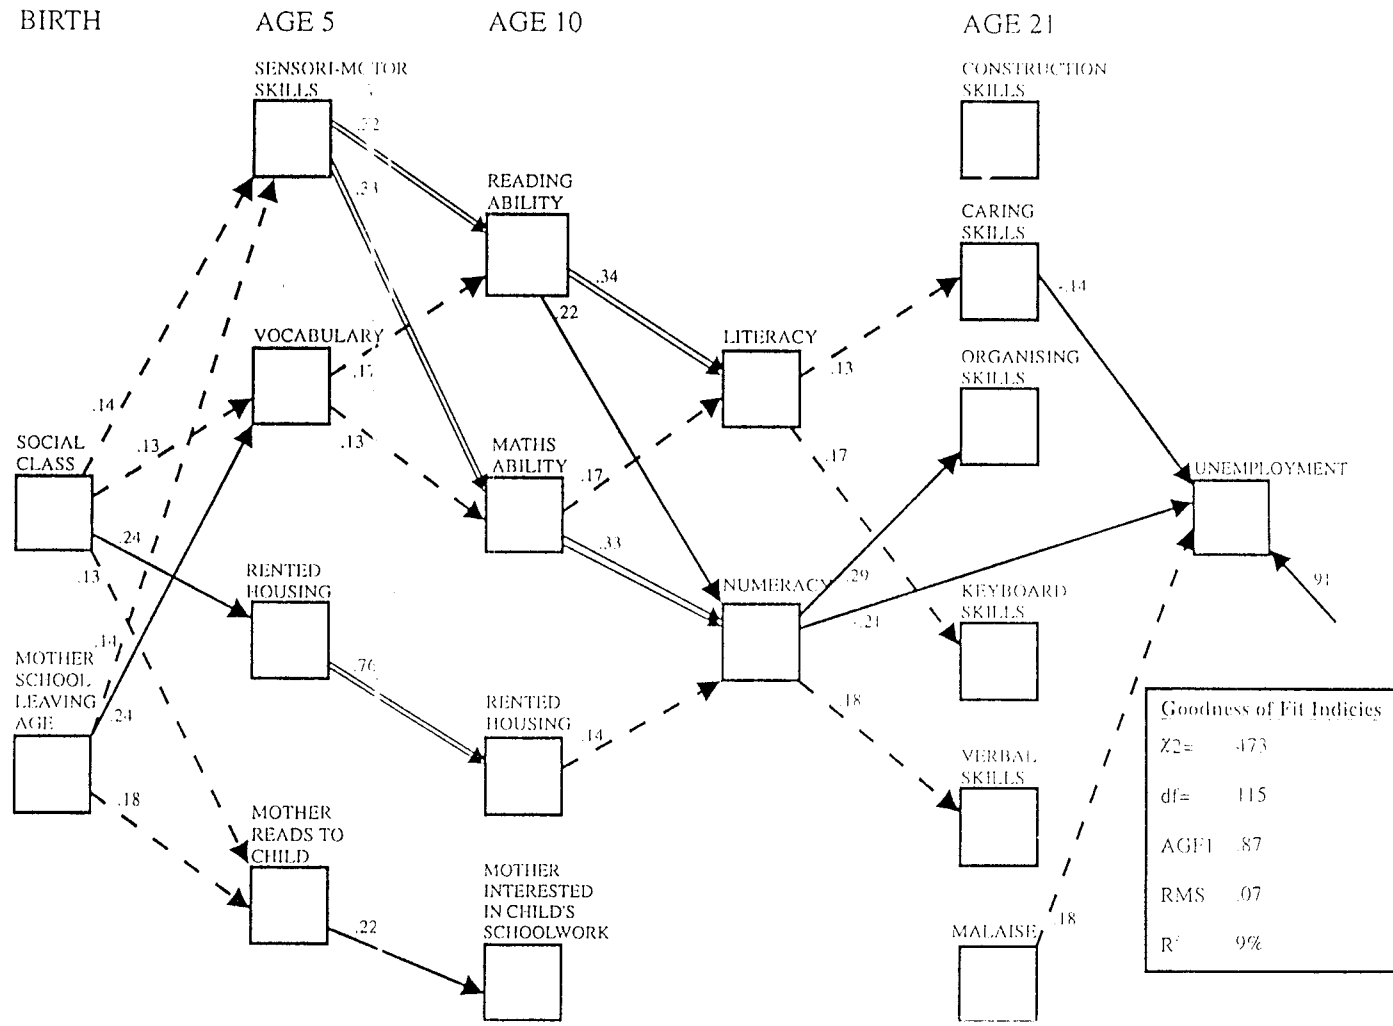 BIRTH
AGE 5
AGE 10
AGE 21
SENSORI-MOTOR
SKILLS
.32
.33
READING
ABILITY
CONSTRUCTION
SKILLS
CARING
SKILLS
-.14
.34
.22
VOCABULARY
.17
.13
LITERACY
.13
.17
ORGANISING
SKILLS
.14
.13
SOCIAL
CLASS
.24
.13
MATHS
ABILITY
.17
.33
UNEMPLOYMENT
.91
RENTED
HOUSING
.76
NUMERACY
.29
-.21
.18
KEYBOARD
SKILLS
MOTHER
SCHOOL
LEAVING
AGE
.14
.24
.18
RENTED
HOUSING
.14
VERBAL
SKILLS
MOTHER
READS TO
CHILD
.22
MOTHER
INTERESTED
IN CHILD'S
SCHOOLWORK
MALAISE
.18
Goodness of Fit Indicies
χ2= 473
df= 115
AGFI .87
RMS .07
R² 9%